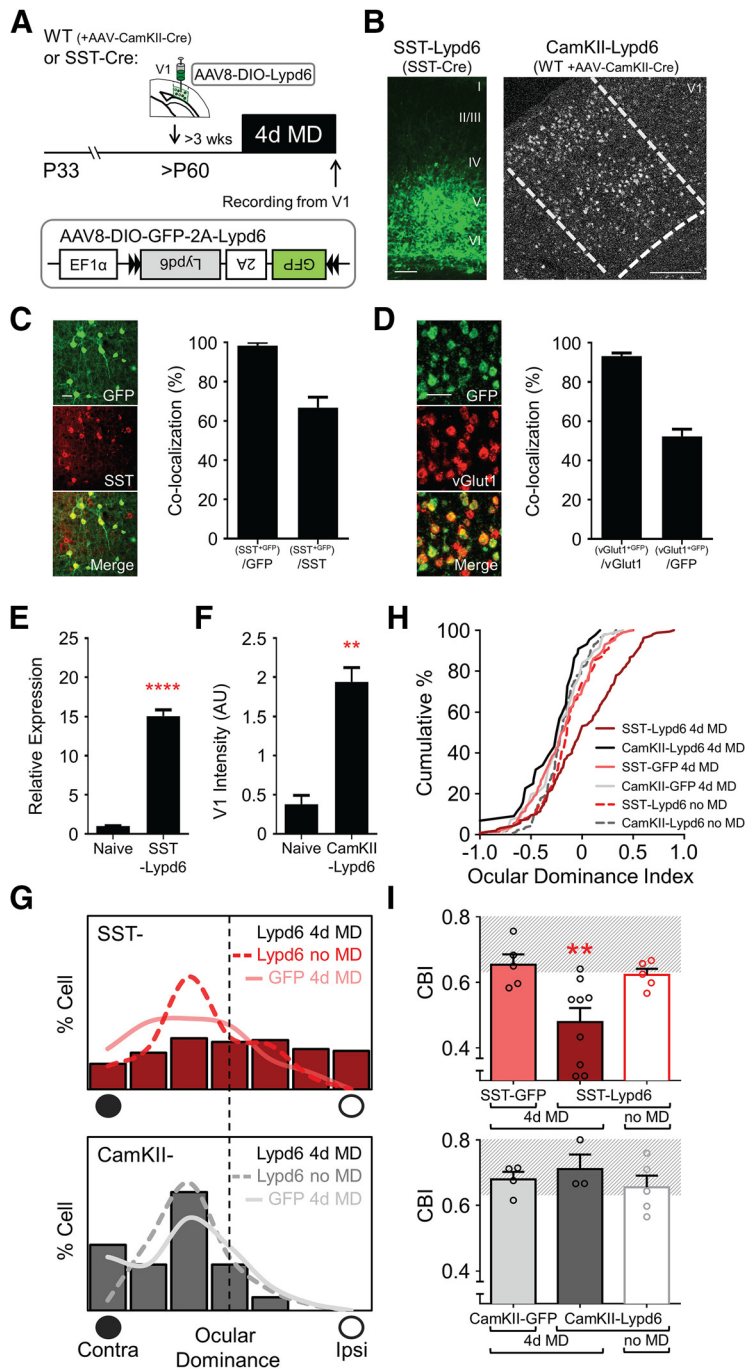 A
WT (+AAV-CamKII-Cre)
or SST-Cre:
V1
AAV8-DIO-Lypd6
>3 wks
4d MD
P33
>P60
Recording from V1
AAV8-DIO-GFP-2A-Lypd6
EF1α
Lypd6
2A
GFP
B
SST-Lypd6
(SST-Cre)
I
II/III
IV
V
VI
CamKII-Lypd6
(WT +AAV-CamKII-Cre)
V1
C
GFP
SST
Merge
Co-localization (%)
100
80
60
40
20
0
(SST+GFP)
/GFP
(SST+GFP)
/SST
D
GFP
vGlut1
Merge
Co-localization (%)
100
80
60
40
20
0
(vGlut1+GFP)
/vGlut1
(vGlut1+GFP)
/GFP
E
Relative Expression
25
20
15
10
5
0
****
Naive
SST
-Lypd6
F
V1 Intensity (AU)
2.5
2
1.5
1
0.5
0
**
Naive
CamKII
-Lypd6
H
Cumulative %
100
80
60
40
20
0
SST-Lypd6 4d MD
CamKII-Lypd6 4d MD
SST-GFP 4d MD
CamKII-GFP 4d MD
SST-Lypd6 no MD
CamKII-Lypd6 no MD
-1.0 -0.5 0 0.5 1.0
Ocular Dominance Index
G
SST-
Lypd6 4d MD
Lypd6 no MD
GFP 4d MD
% Cell
CamKII-
Lypd6 4d MD
Lypd6 no MD
GFP 4d MD
% Cell
Contra
Ocular
Dominance
Ipsi
I
CBI
0.8
0.6
0.4
**
SST-GFP
SST-Lypd6
4d MD
no MD
CBI
0.8
0.6
0.4
CamKII-GFP
CamKII-Lypd6
4d MD
no MD